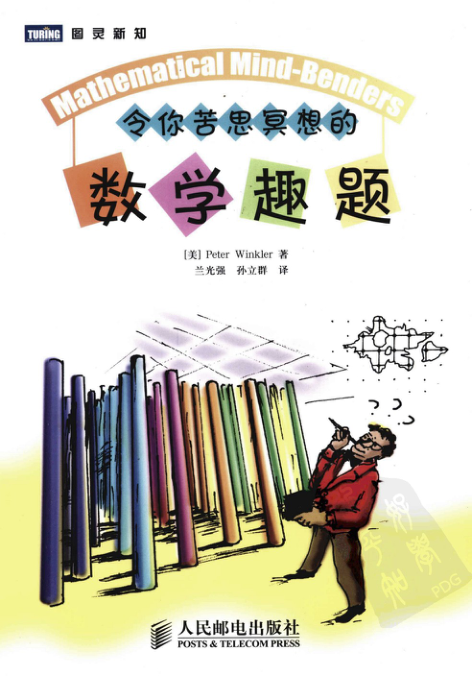 TURING 图灵新知
Mathematical Mind-Benders
令你苦思冥想的
数学趣题
[美] Peter Winkler 著
兰光强 孙立群 译
? ? ?
PDG
人民邮电出版社
POSTS & TELECOM PRESS